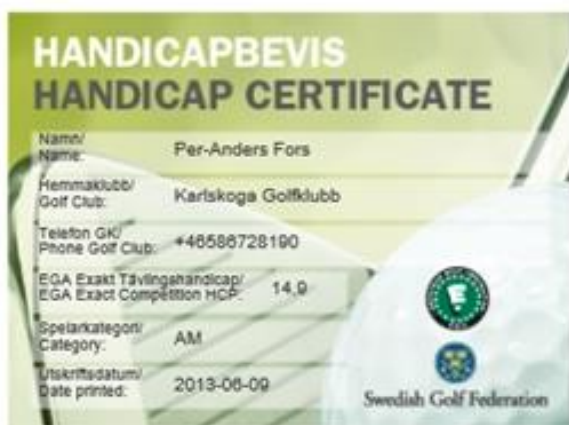 HANDICAPBEVIS
HANDICAP CERTIFICATE
Namn/
Name: Per-Anders Fors
Hemmaklubb/
Golf Club: Karlskoga Golfklubb
Telefon GK/
Phone Golf Club: +46586728190
EGA Exakt Tävlingshandicap/
EGA Exact Competition HCP: 14,9
Spelarkategori/
Category: AM
Utskriftsdatum/
Date printed: 2013-06-09
Swedish Golf Federation